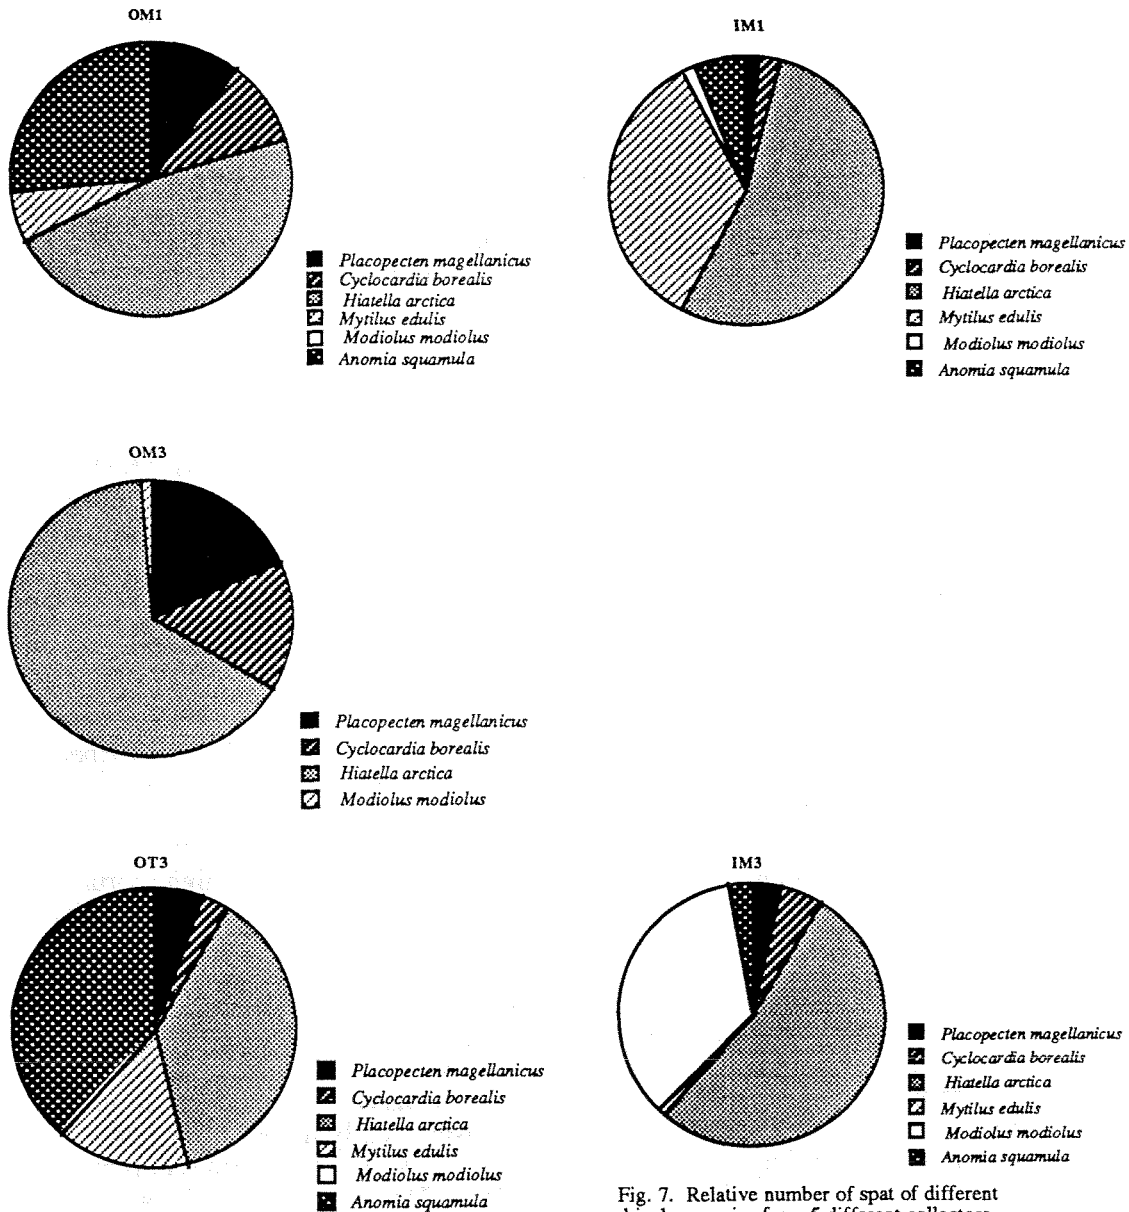 OM1
Placopecten magellanicus
Cyclocardia borealis
Hiatella arctica
Mytilus edulis
Modiolus modiolus
Anomia squamula
IM1
Placopecten magellanicus
Cyclocardia borealis
Hiatella arctica
Mytilus edulis
Modiolus modiolus
Anomia squamula
OM3
Placopecten magellanicus
Cyclocardia borealis
Hiatella arctica
Modiolus modiolus
OT3
Placopecten magellanicus
Cyclocardia borealis
Hiatella arctica
Mytilus edulis
Modiolus modiolus
Anomia squamula
IM3
Placopecten magellanicus
Cyclocardia borealis
Hiatella arctica
Mytilus edulis
Modiolus modiolus
Anomia squamula
Fig. 7. Relative number of spat of different
5 different collectors